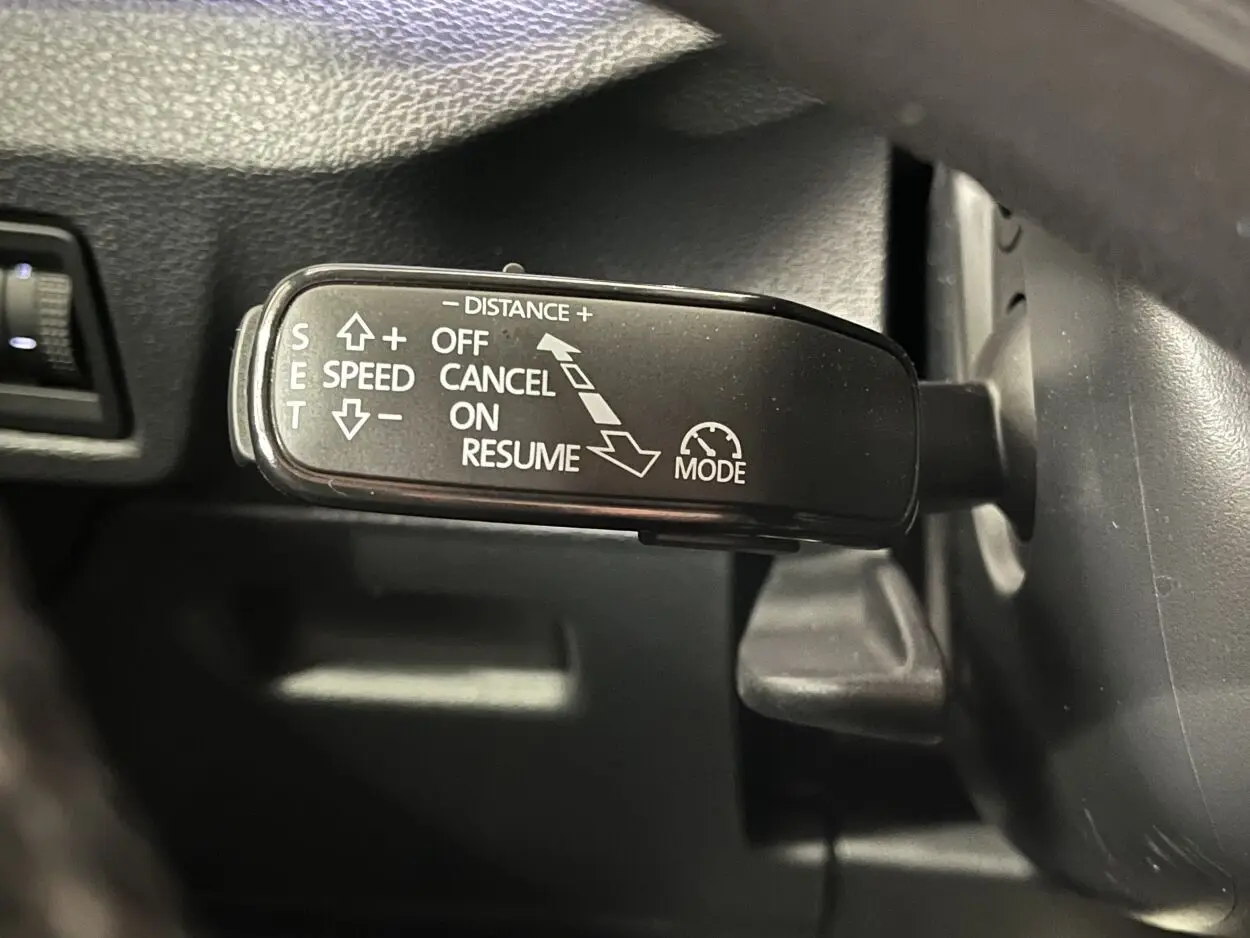 − DISTANCE +
S + OFF
E SPEED CANCEL
T − ON
RESUME
MODE